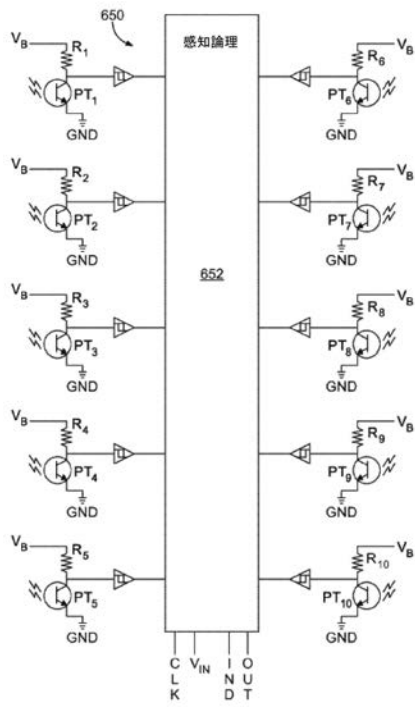 650
感知論理
652
V_B R_1 PT_1 GND
V_B R_2 PT_2 GND
V_B R_3 PT_3 GND
V_B R_4 PT_4 GND
V_B R_5 PT_5 GND
V_B R_6 PT_6 GND
V_B R_7 PT_7 GND
V_B R_8 PT_8 GND
V_B R_9 PT_9 GND
V_B R_10 PT_10 GND
CLK
V_IN
IND
OUT